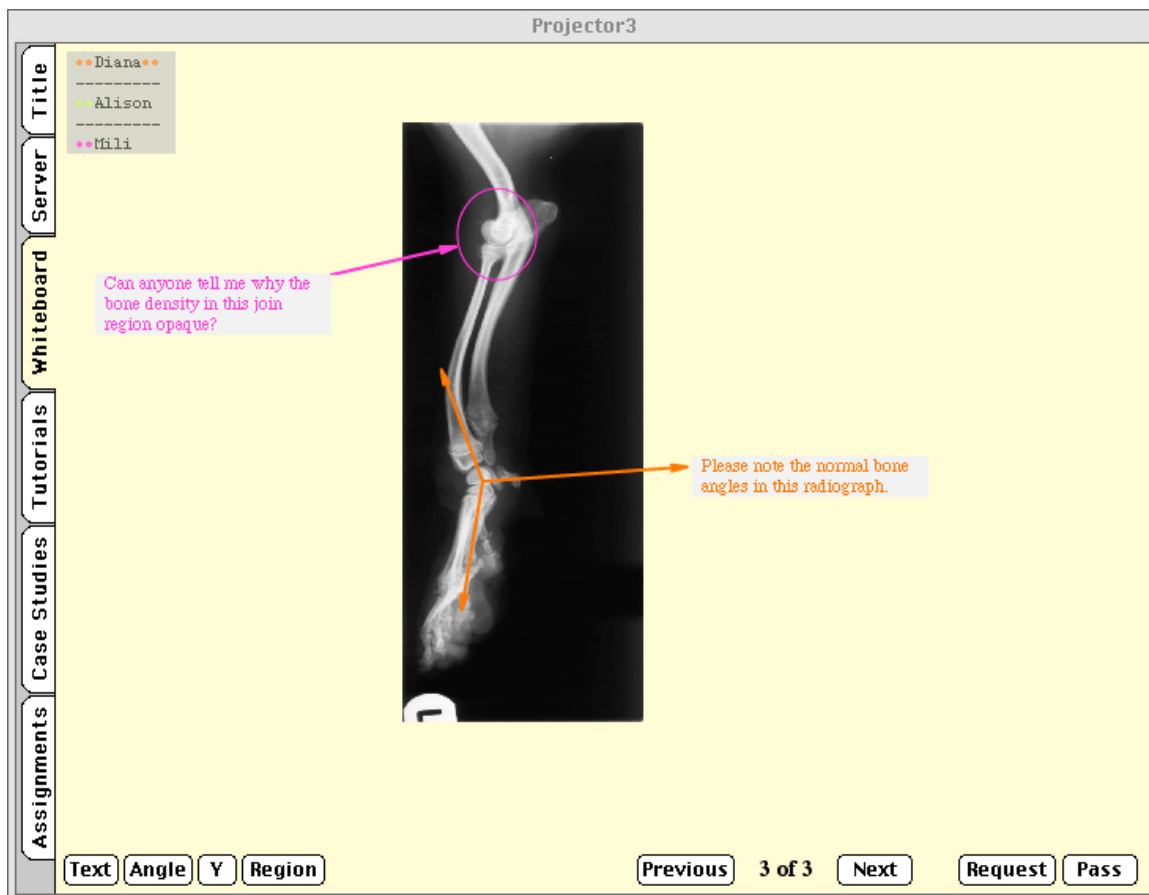 Projector3
Title
Server
Whiteboard
Tutorials
Case Studies
Assignments
••Diana••
---------
••Alison
---------
••Mili
Can anyone tell me why the
bone density in this join
region opaque?
Please note the normal bone
angles in this radiograph.
L
Text Angle Y Region Previous 3 of 3 Next Request Pass